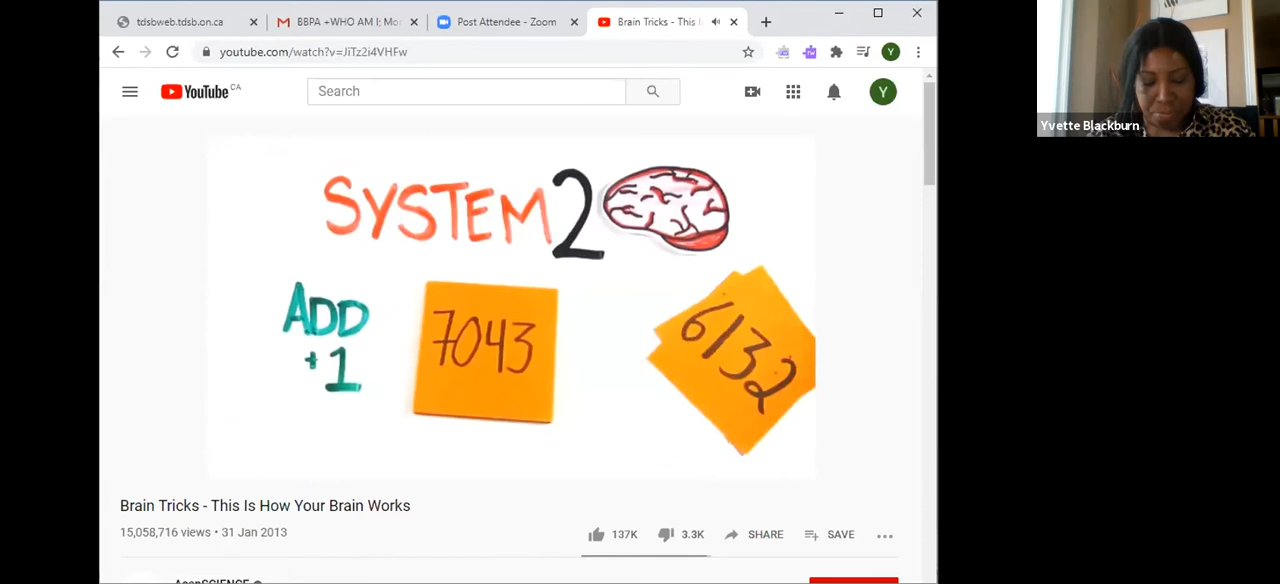 tdsbweb.tdsb.on.ca
BBPA +WHO AM I; Mo
Post Attendee - Zoom
Brain Tricks - This I
youtube.com/watch?v=JiTz2i4VHFw
Y
YouTube CA
Search
Y
Yvette Blackburn
SYSTEM 2
ADD
+1
7043
6132
Brain Tricks - This Is How Your Brain Works
15,058,716 views • 31 Jan 2013
137K
3.3K
SHARE
SAVE
AsapSCIENCE